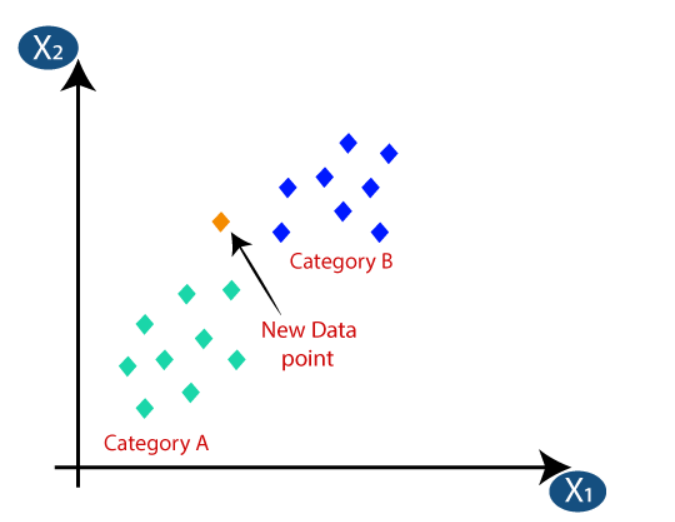 X₂
Category B
New Data
point
Category A
X₁